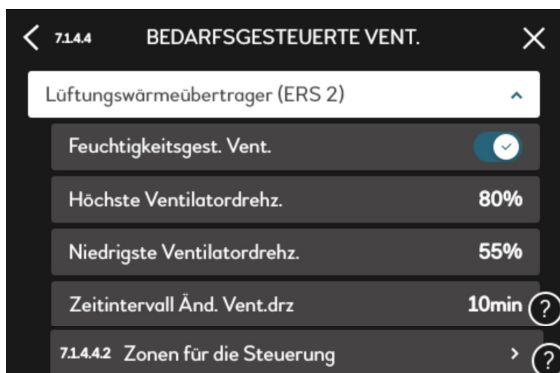 7.1.4.4 BEDARFSGESTEUERTE VENT.
Lüftungswärmeübertrager (ERS 2)
Feuchtigkeitsgest. Vent.
Höchste Ventilatordrehz. 80%
Niedrigste Ventilatordrehz. 55%
Zeitintervall Änd. Vent.drz 10min ?
7.1.4.4.2 Zonen für die Steuerung ?